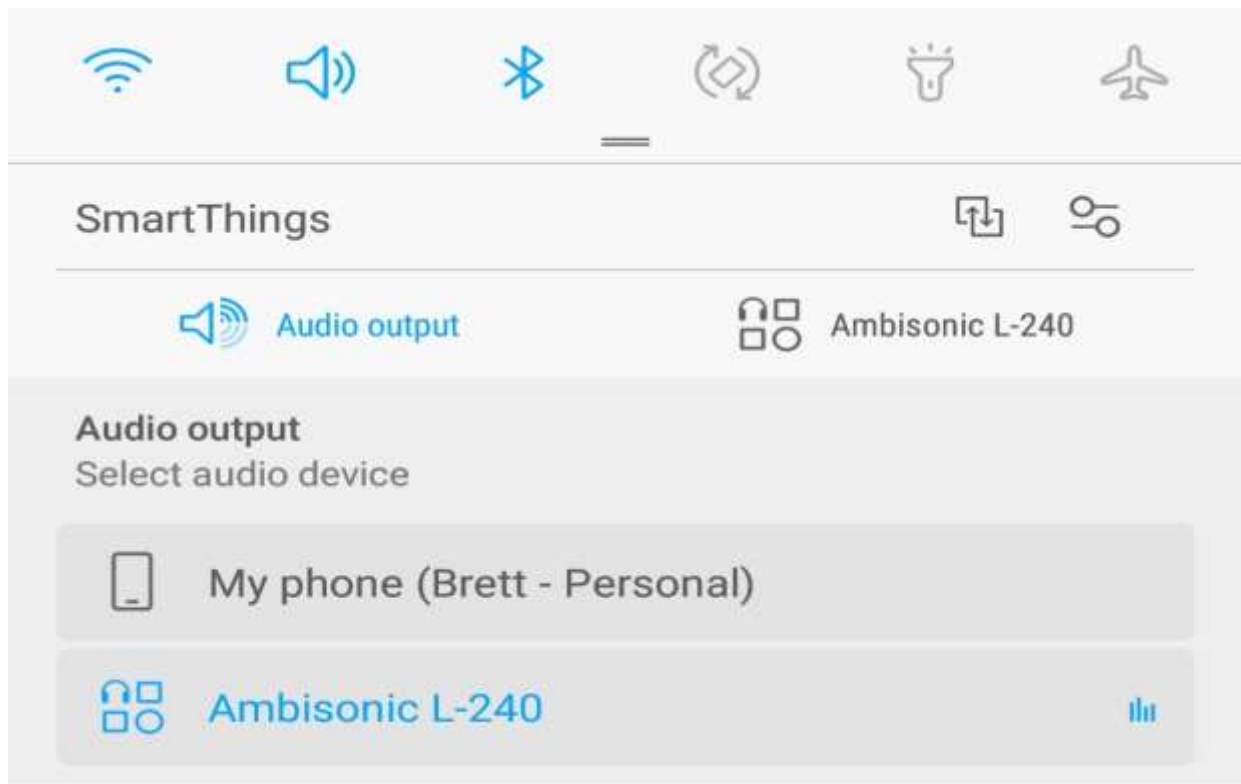 SmartThings
Audio output
Ambisonic L-240
Audio output
Select audio device
My phone (Brett - Personal)
Ambisonic L-240